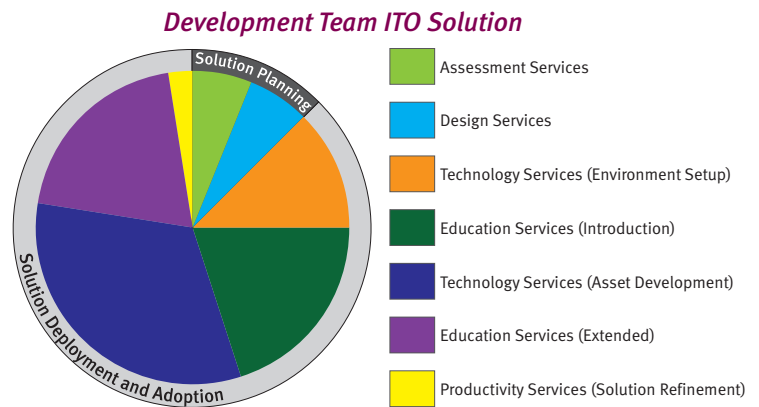 Development Team ITO Solution
Solution Planning
Solution Deployment and Adoption
Assessment Services
Design Services
Technology Services (Environment Setup)
Education Services (Introduction)
Technology Services (Asset Development)
Education Services (Extended)
Productivity Services (Solution Refinement)